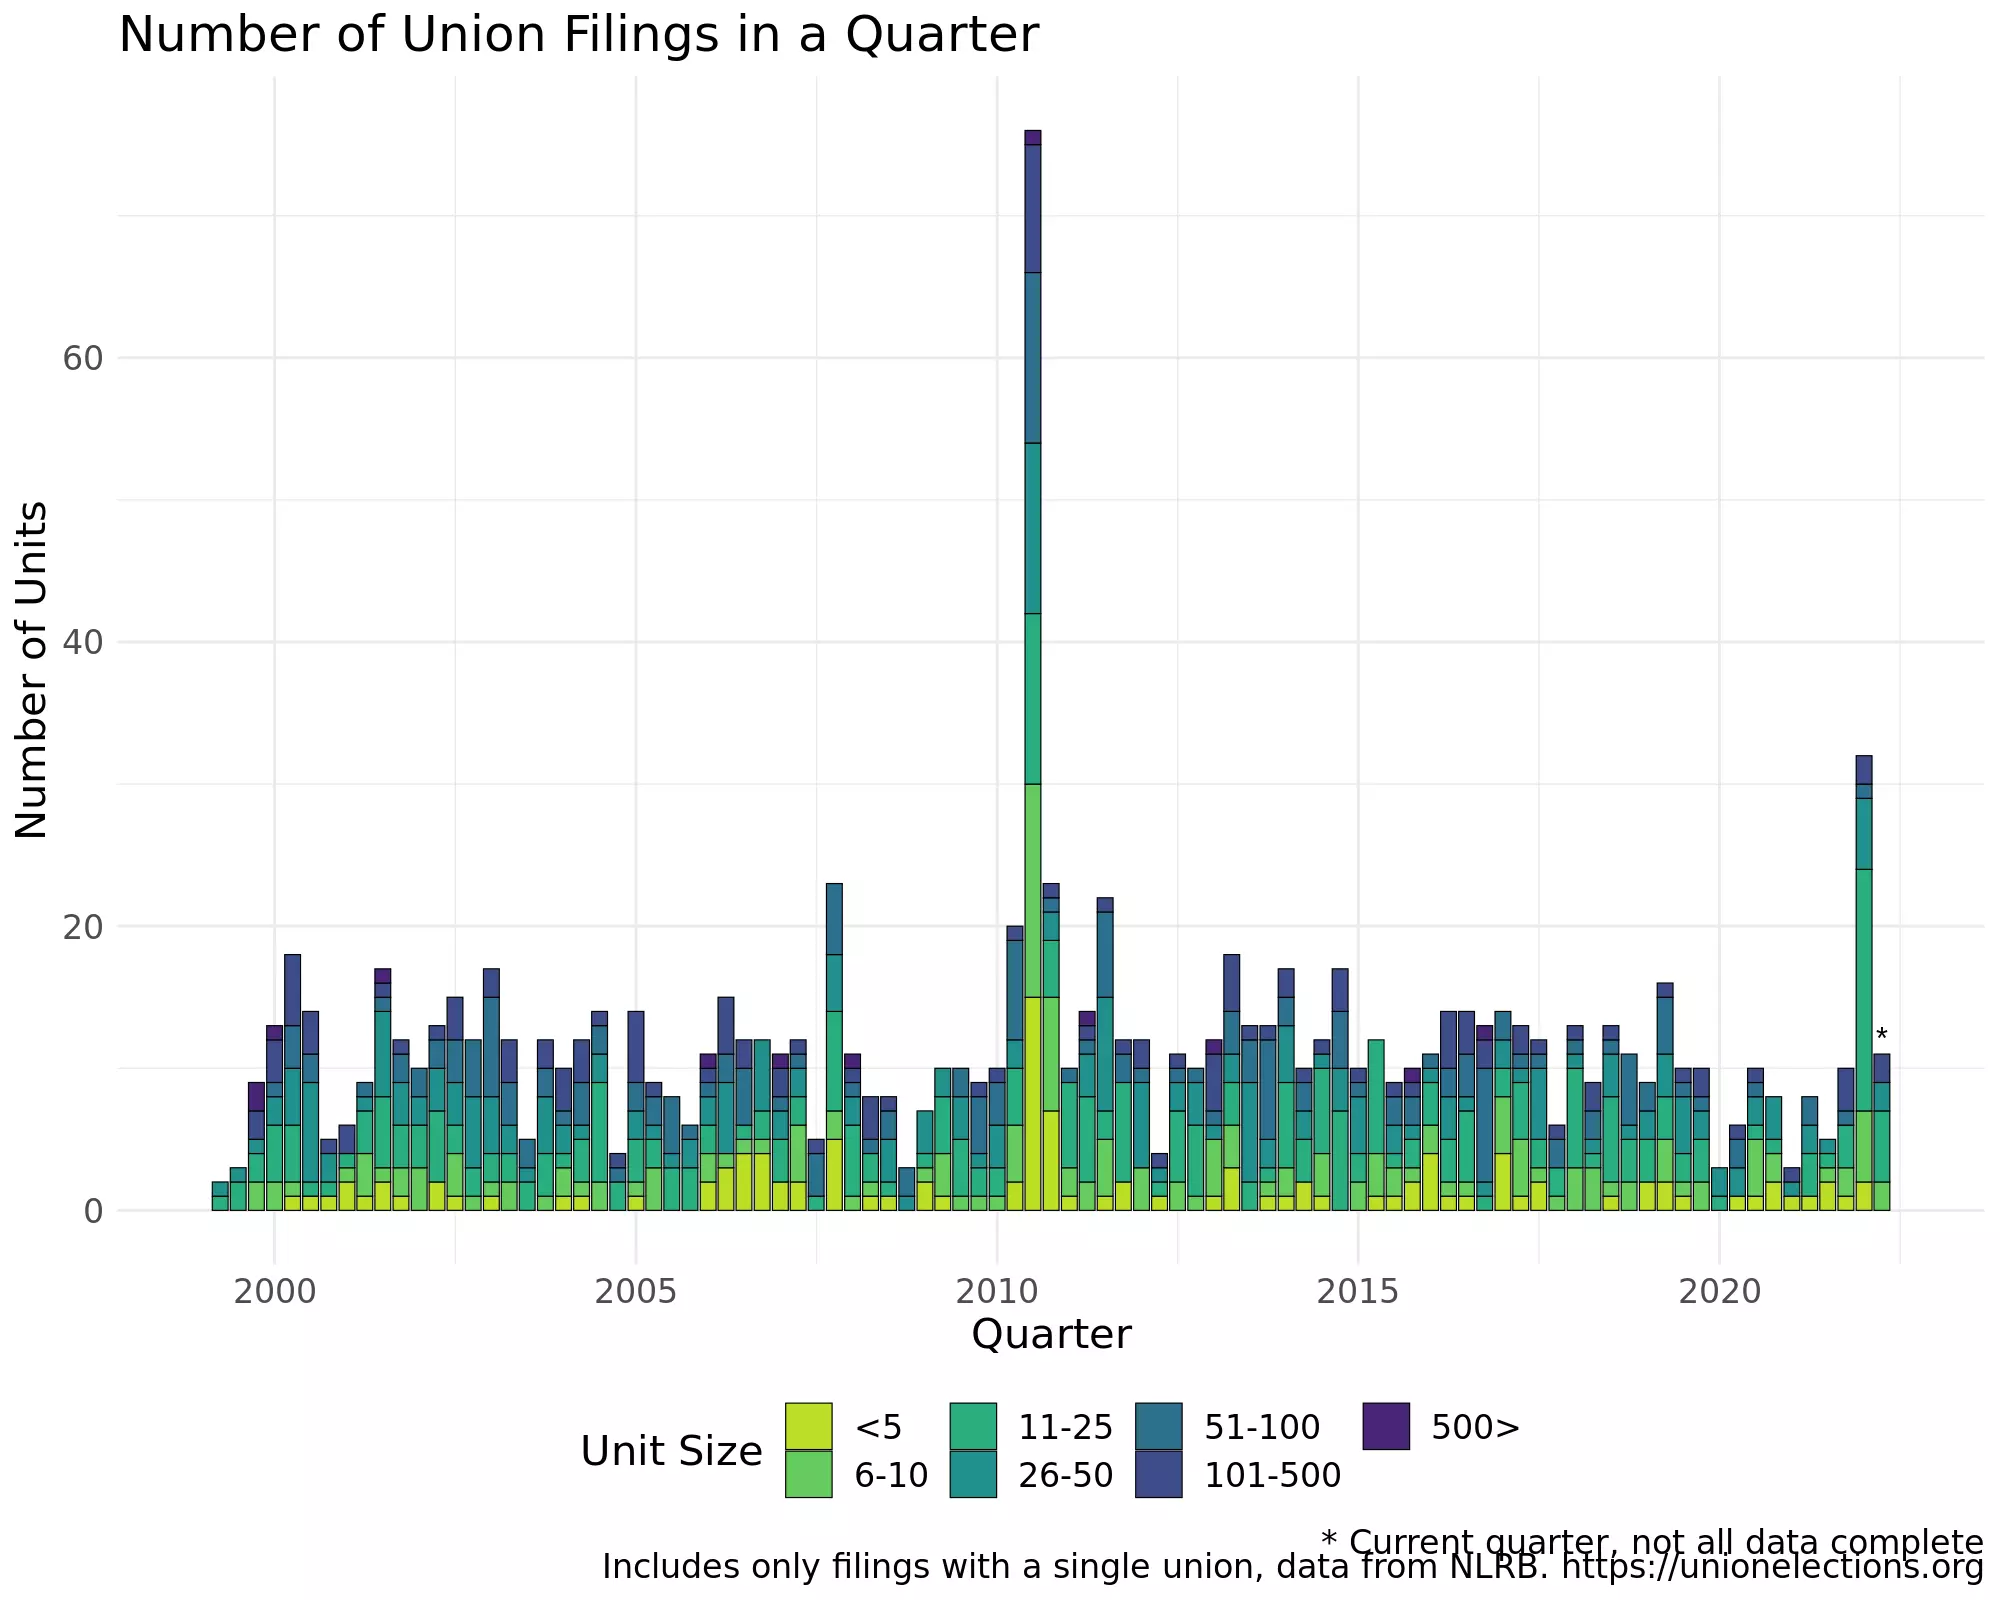 Number of Union Filings in a Quarter
Number of Units
60
40
20
0
*
2000 2005 2010 2015 2020
Quarter
Unit Size
<5 11-25 51-100 500>
6-10 26-50 101-500
* Current quarter, not all data complete
Includes only filings with a single union, data from NLRB. https://unionelections.org